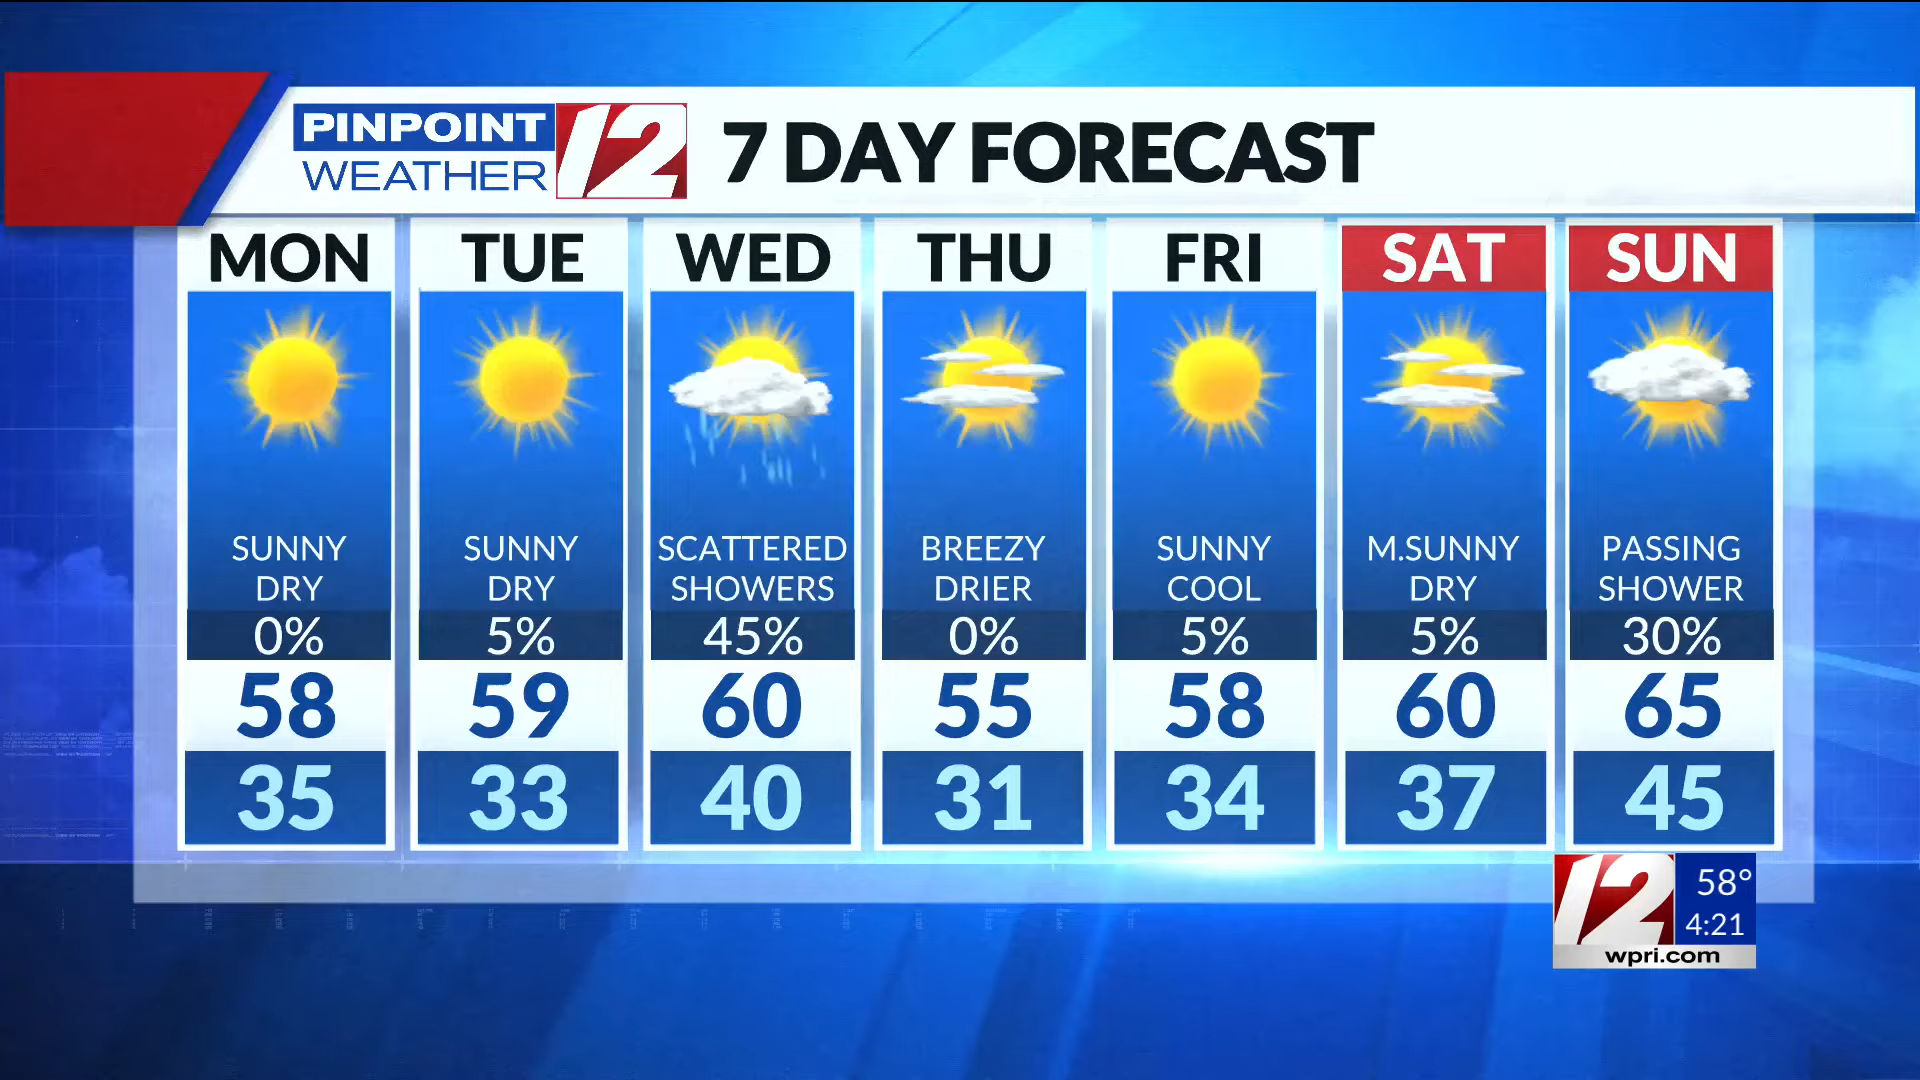 PINPOINT
WEATHER
12
7 DAY FORECAST
MON TUE WED THU FRI SAT SUN
SUNNY SUNNY SCATTERED BREEZY SUNNY M.SUNNY PASSING
DRY DRY SHOWERS DRIER COOL DRY SHOWER
0% 5% 45% 0% 5% 5% 30%
58 59 60 55 58 60 65
35 33 40 31 34 37 45
12
58°
4:21
wpri.com